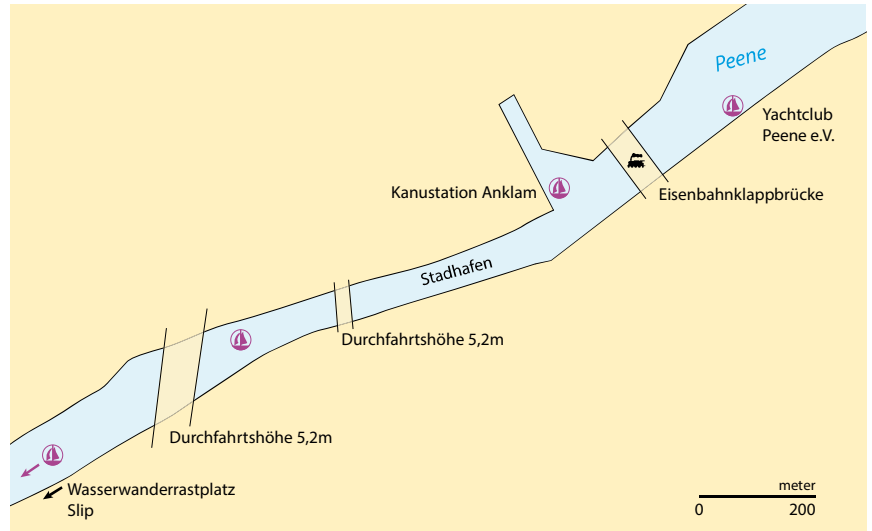 Peene
Yachtclub
Peene e.V.
Kanustation Anklam
Eisenbahnklappbrücke
Stadhafen
Durchfahrtshöhe 5,2m
Durchfahrtshöhe 5,2m
Wasserwanderrastplatz
Slip
meter
0 200